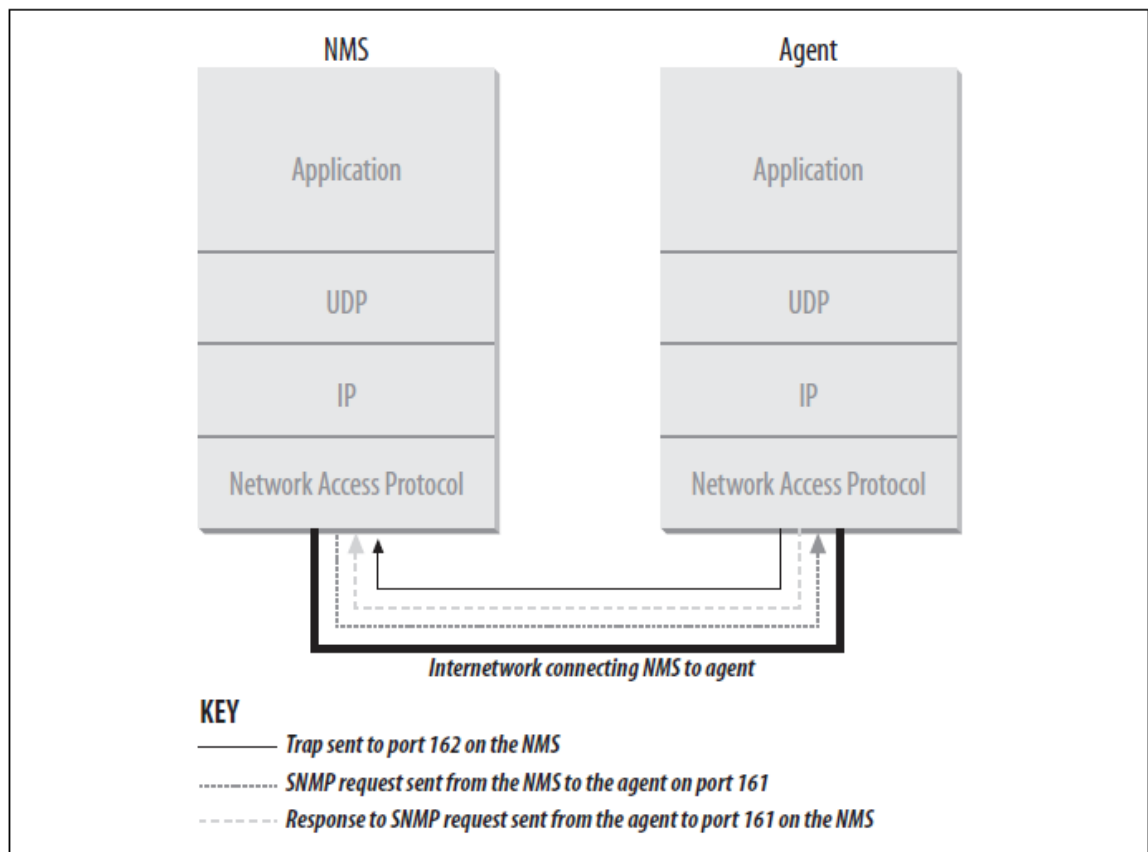 NMS
Agent
Application
Application
UDP
UDP
IP
IP
Network Access Protocol
Network Access Protocol
Internetwork connecting NMS to agent
KEY
Trap sent to port 162 on the NMS
SNMP request sent from the NMS to the agent on port 161
Response to SNMP request sent from the agent to port 161 on the NMS